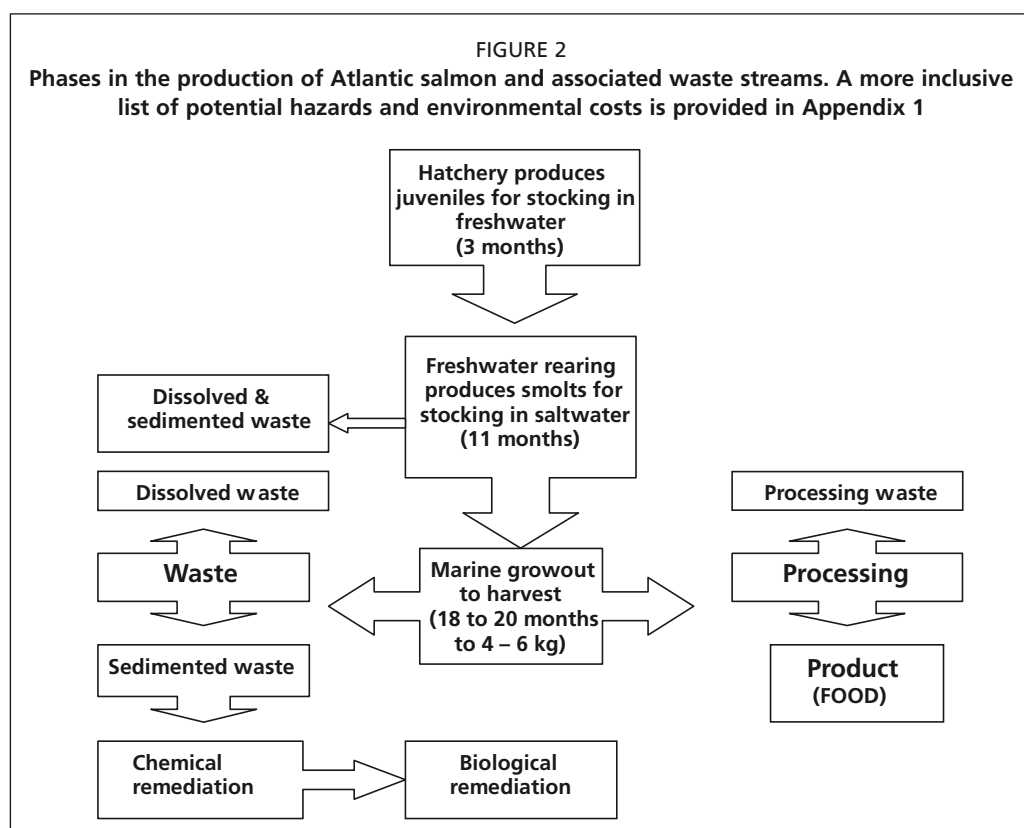 FIGURE 2
Phases in the production of Atlantic salmon and associated waste streams. A more inclusive
list of potential hazards and environmental costs is provided in Appendix 1
Hatchery produces
juveniles for stocking in
freshwater
(3 months)
Freshwater rearing
produces smolts for
stocking in saltwater
(11 months)
Dissolved &
sedimented waste
Dissolved waste
Waste
Sedimented waste
Chemical
remediation
Biological
remediation
Marine growout
to harvest
(18 to 20 months
to 4 – 6 kg)
Processing waste
Processing
Product
(FOOD)